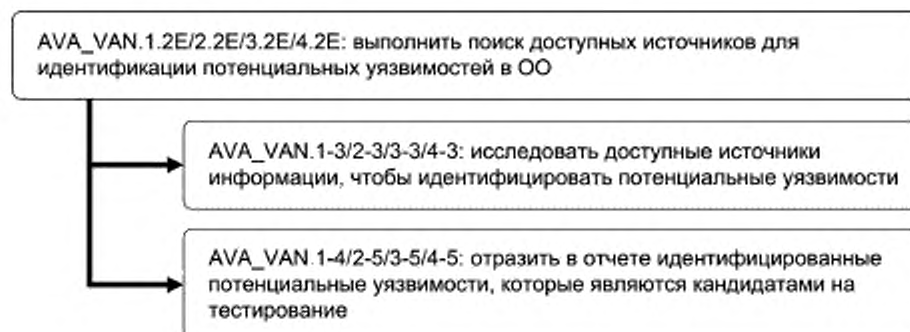 AVA_VAN.1.2E/2.2E/3.2E/4.2E: выполнить поиск доступных источников для
идентификации потенциальных уязвимостей в ОО
AVA_VAN.1-3/2-3/3-3/4-3: исследовать доступные источники
информации, чтобы идентифицировать потенциальные уязвимости
AVA_VAN.1-4/2-5/3-5/4-5: отразить в отчете идентифицированные
потенциальные уязвимости, которые являются кандидатами на
тестирование